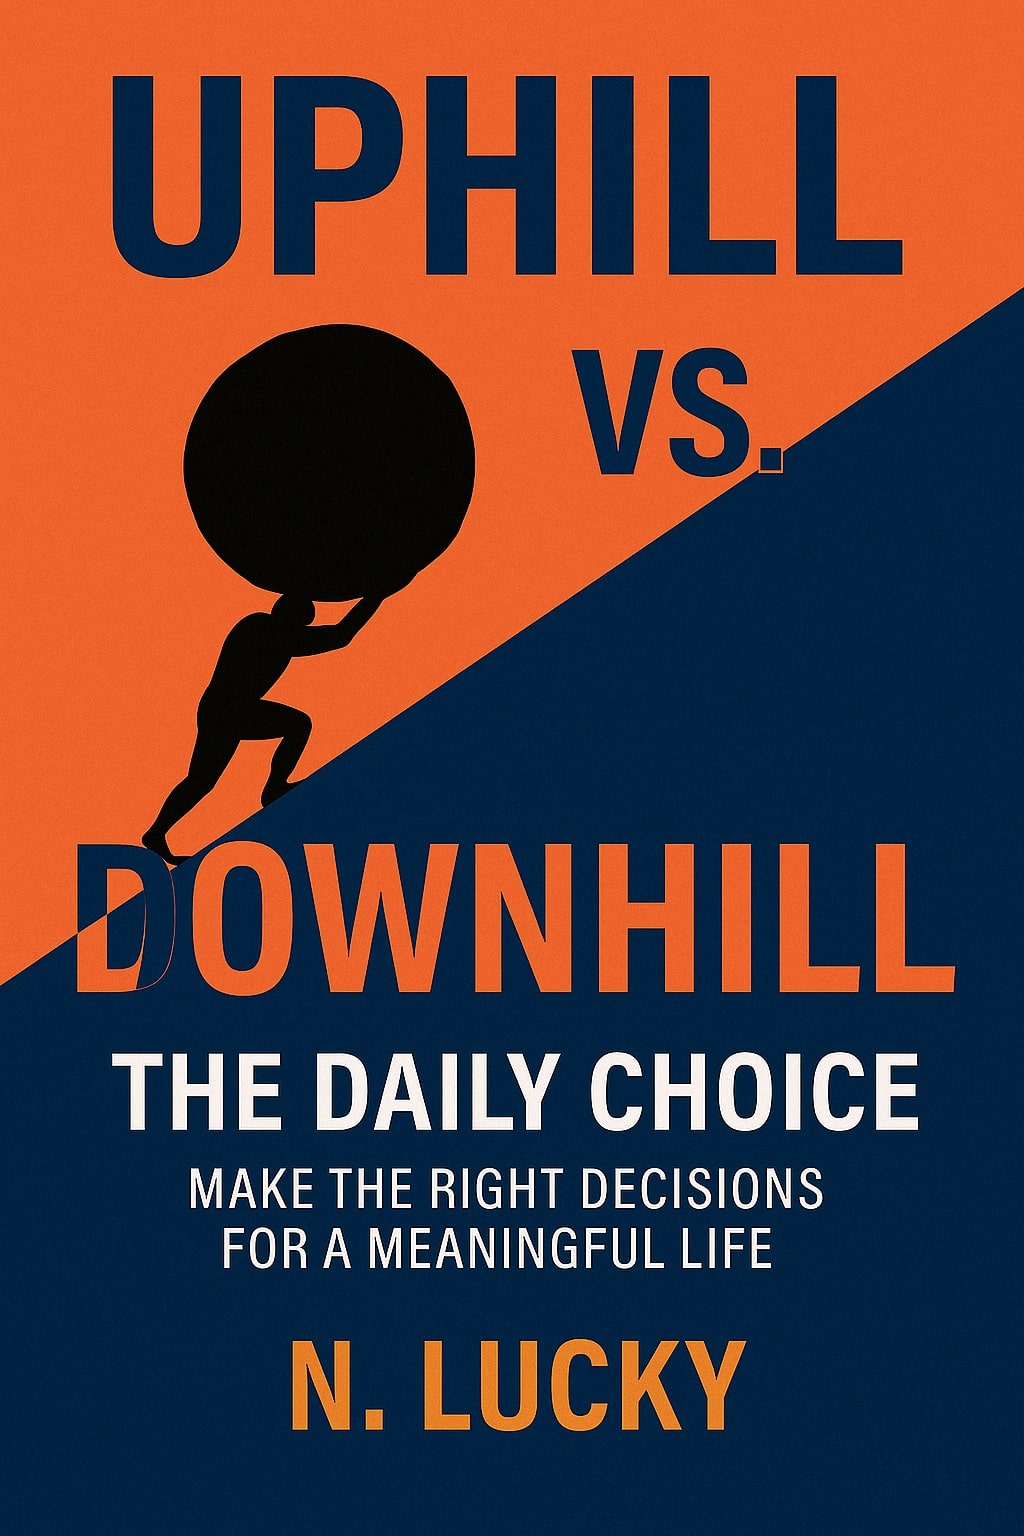 UPHILL
VS.
DOWNHILL
THE DAILY CHOICE
MAKE THE RIGHT DECISIONS
FOR A MEANINGFUL LIFE
N. LUCKY